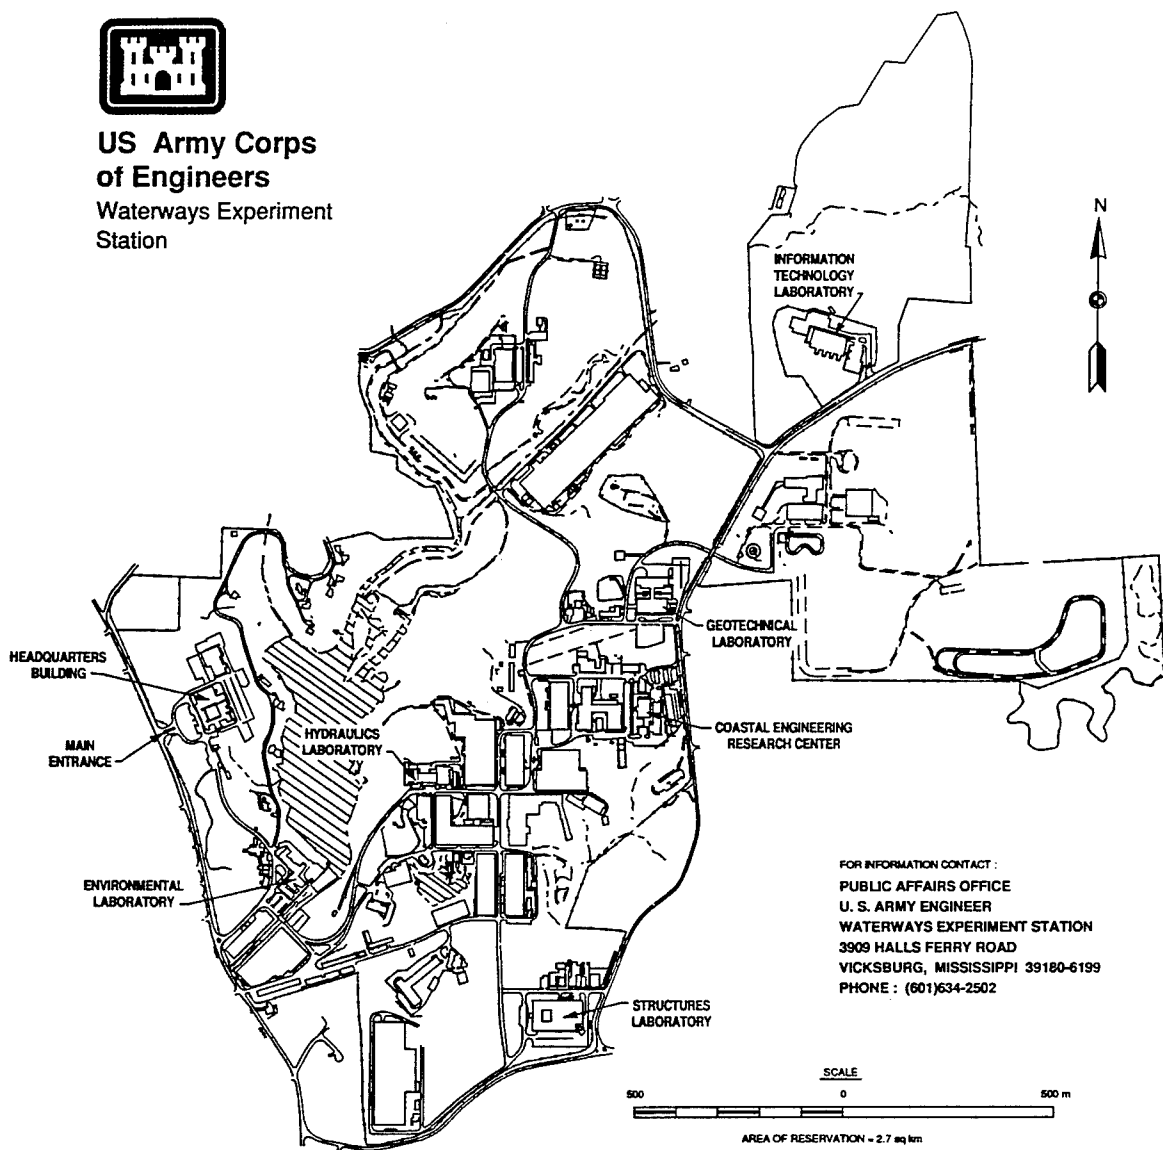 US Army Corps
of Engineers
Waterways Experiment
Station
N
INFORMATION
TECHNOLOGY
LABORATORY
GEOTECHNICAL
LABORATORY
HEADQUARTERS
BUILDING
MAIN
ENTRANCE
HYDRAULICS
LABORATORY
COASTAL ENGINEERING
RESEARCH CENTER
ENVIRONMENTAL
LABORATORY
STRUCTURES
LABORATORY
FOR INFORMATION CONTACT :
PUBLIC AFFAIRS OFFICE
U. S. ARMY ENGINEER
WATERWAYS EXPERIMENT STATION
3909 HALLS FERRY ROAD
VICKSBURG, MISSISSIPPI 39180-6199
PHONE : (601)634-2502
SCALE
500 0 500 m
AREA OF RESERVATION = 2.7 sq km